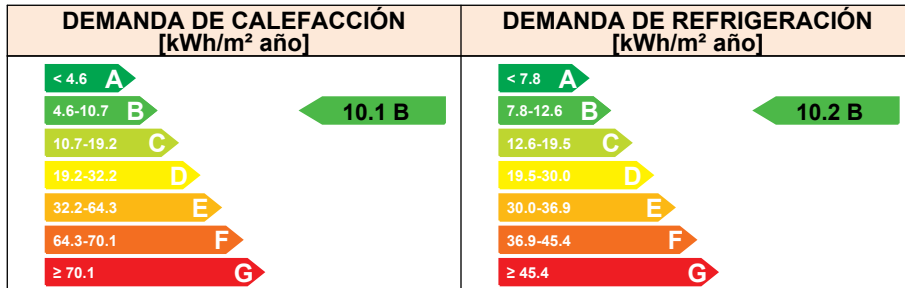 DEMANDA DE CALEFACCIÓN
[kWh/m² año]
< 4.6 A
4.6-10.7 B
10.1 B
10.7-19.2 C
19.2-32.2 D
32.2-64.3 E
64.3-70.1 F
≥ 70.1 G
DEMANDA DE REFRIGERACIÓN
[kWh/m² año]
< 7.8 A
7.8-12.6 B
10.2 B
12.6-19.5 C
19.5-30.0 D
30.0-36.9 E
36.9-45.4 F
≥ 45.4 G